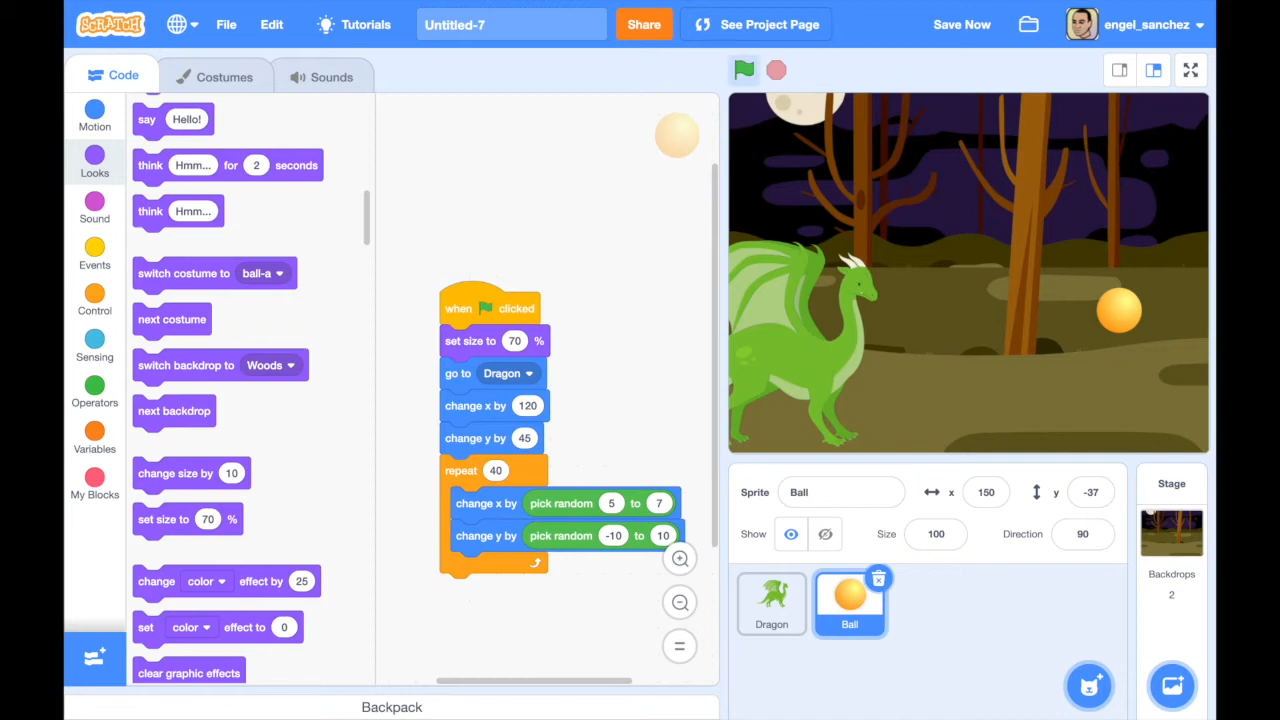 SCRATCH
File
Edit
Tutorials
Untitled-7
Share
See Project Page
Save Now
engel_sanchez
Code
Costumes
Sounds
Motion
Looks
Sound
Events
Control
Sensing
Operators
Variables
My Blocks
say Hello!
think Hmm... for 2 seconds
think Hmm...
switch costume to ball-a
next costume
switch backdrop to Woods
next backdrop
change size by 10
set size to 70 %
change color effect by 25
set color effect to 0
clear graphic effects
when clicked
set size to 70 %
go to Dragon
change x by 120
change y by 45
repeat 40
change x by pick random 5 to 7
change y by pick random -10 to 10
Backpack
Sprite Ball x 150 y -37
Show Size 100 Direction 90
Dragon
Ball
Stage
Backdrops
2